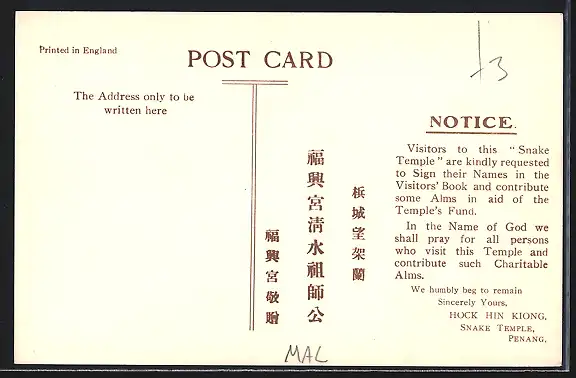 Printed in England
POST CARD
The Address only to be
written here
檳城望架蘭
福興宮清水祖師公
福興宮敬贈
NOTICE.
Visitors to this "Snake
Temple" are kindly requested
to Sign their Names in the
Visitors' Book and contribute
some Alms in aid of the
Temple's Fund.
In the Name of God we
shall pray for all persons
who visit this Temple and
contribute such Charitable
Alms.
We humbly beg to remain
Sincerely Yours,
HOCK HIN KIONG,
SNAKE TEMPLE,
PENANG.
MAL